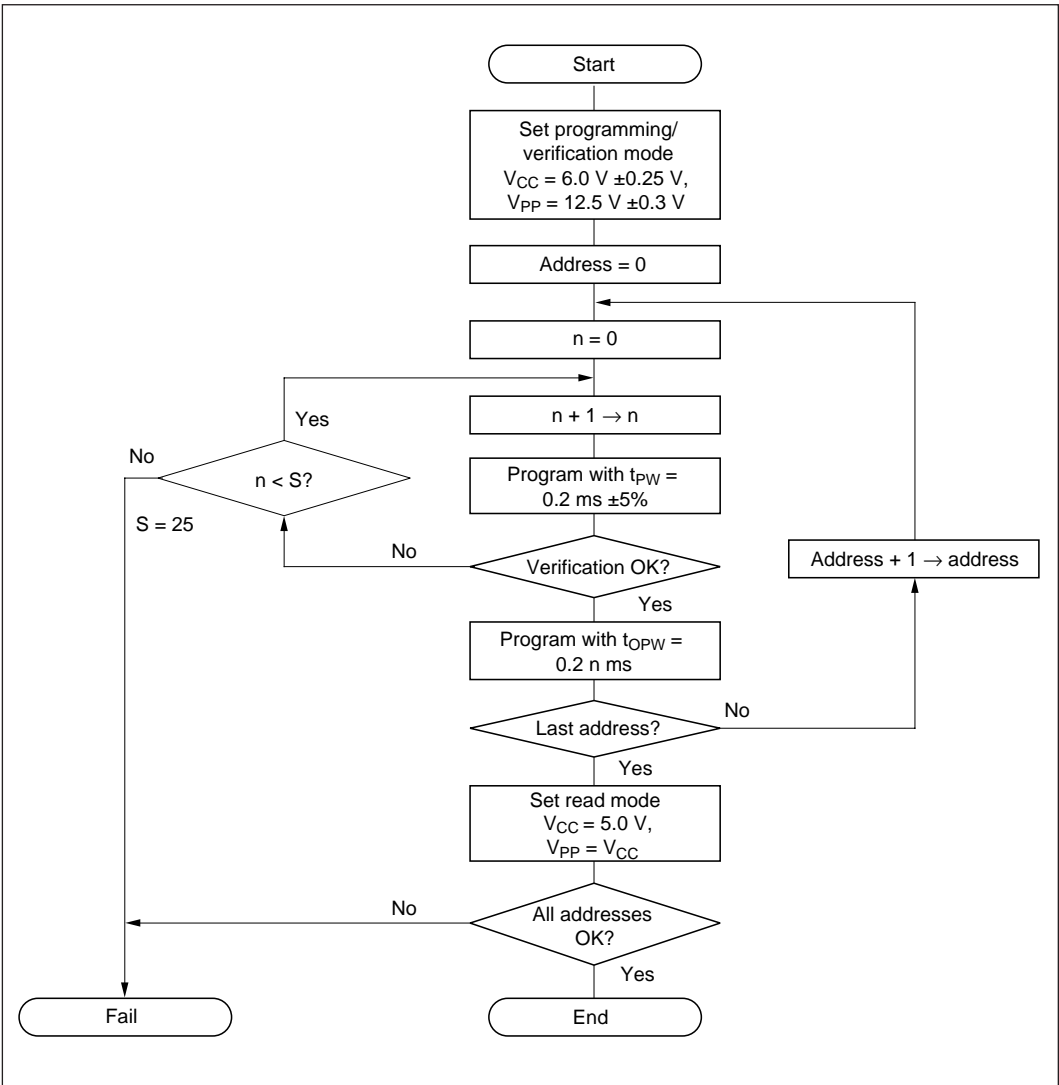 Start
Set programming/
verification mode
VCC = 6.0 V ±0.25 V,
VPP = 12.5 V ±0.3 V
Address = 0
n = 0
n + 1 → n
Yes
No
n < S?
S = 25
Program with tPW =
0.2 ms ±5%
No
Verification OK?
Yes
Address + 1 → address
Program with tOPW =
0.2 n ms
Last address?
No
Yes
Set read mode
VCC = 5.0 V,
VPP = VCC
No
All addresses
OK?
Yes
Fail
End